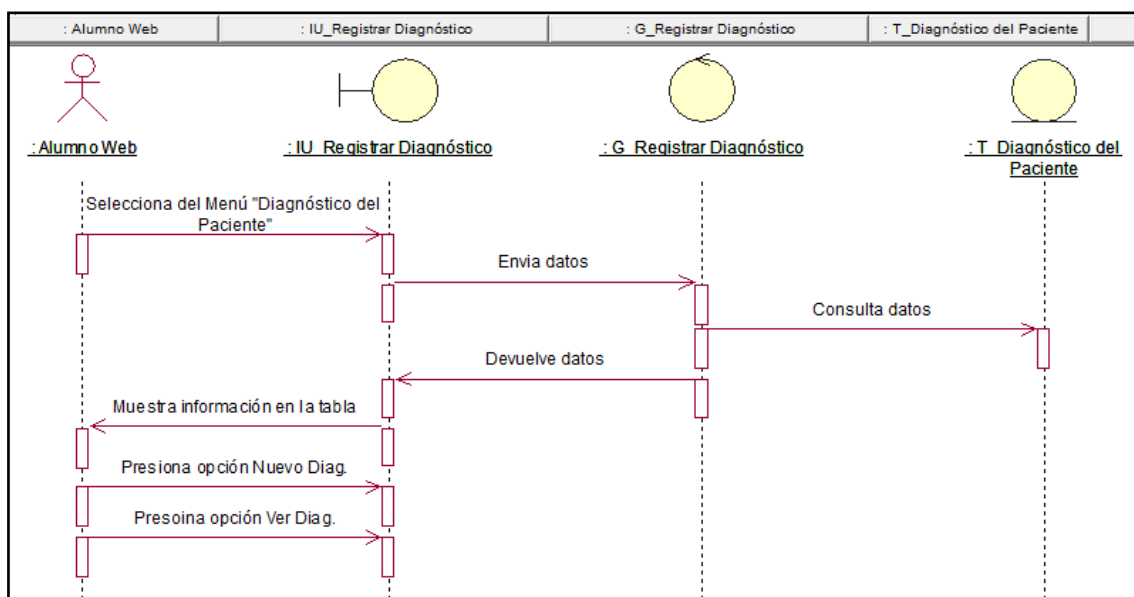 : Alumno Web
: IU_Registrar Diagnóstico
: G_Registrar Diagnóstico
: T_Diagnóstico del Paciente
: Alumno Web
: IU_Registrar Diagnóstico
: G_Registrar Diagnóstico
: T_Diagnóstico del
Paciente
Selecciona del Menú "Diagnóstico del
Paciente"
Envia datos
Consulta datos
Devuelve datos
Muestra información en la tabla
Presiona opción Nuevo Diag.
Presoina opción Ver Diag.